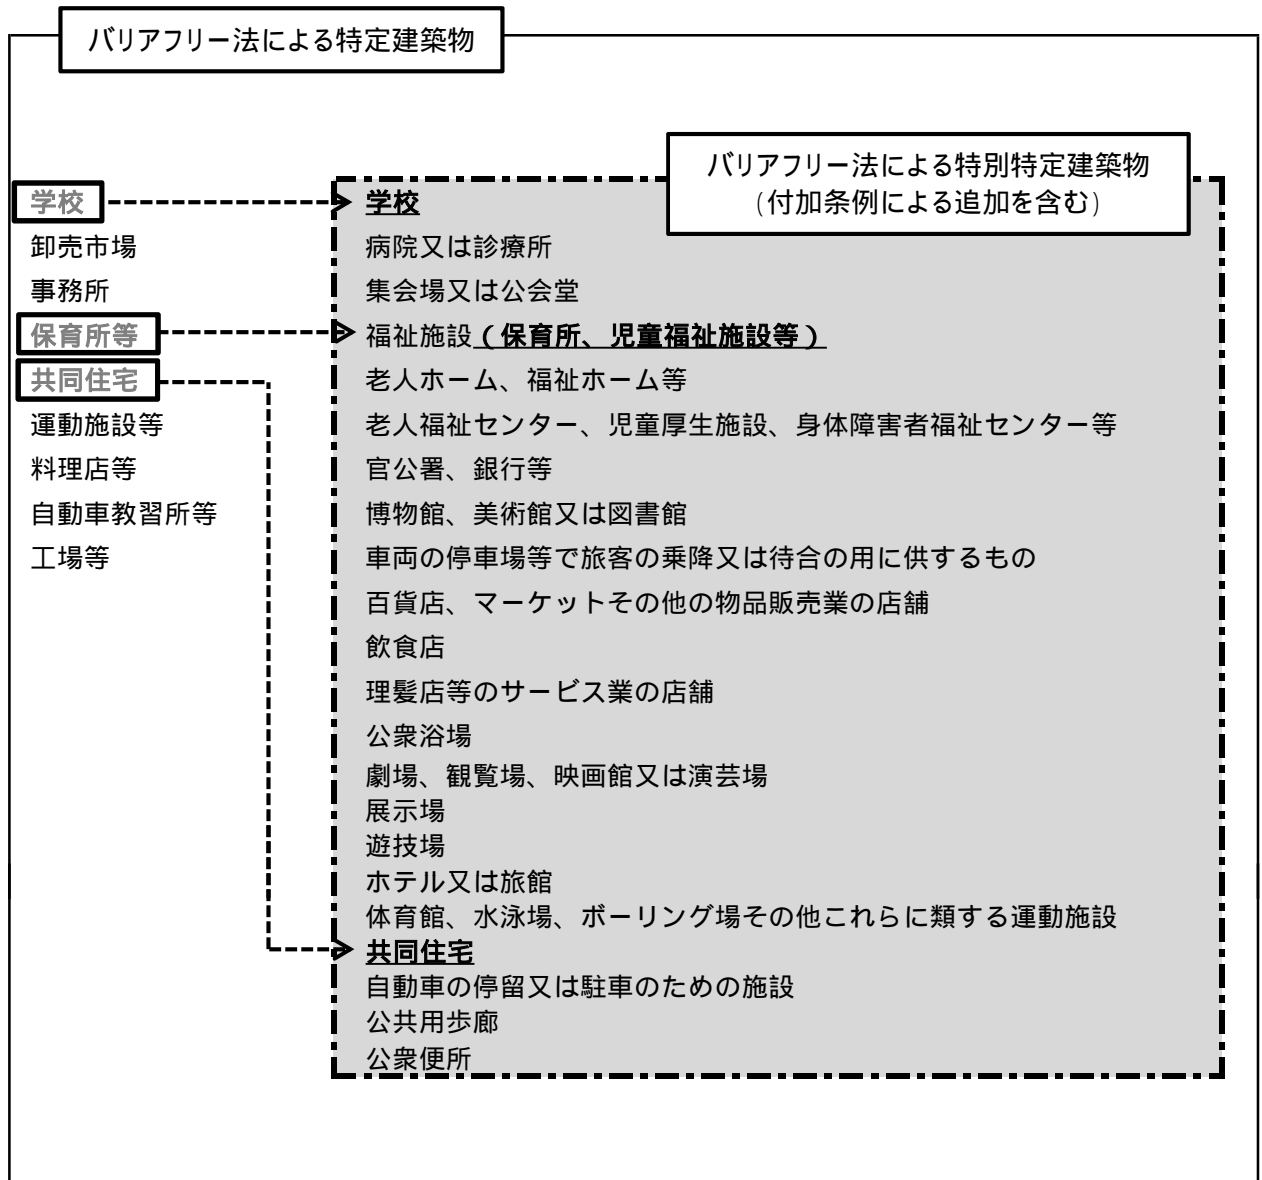 バリアフリー法による特定建築物
バリアフリー法による特別特定建築物
(付加条例による追加を含む)
学校
卸売市場
事務所
保育所等
共同住宅
運動施設等
料理店等
自動車教習所等
工場等
学校
病院又は診療所
集会場又は公会堂
福祉施設(保育所、児童福祉施設等)
老人ホーム、福祉ホーム等
老人福祉センター、児童厚生施設、身体障害者福祉センター等
官公署、銀行等
博物館、美術館又は図書館
車両の停車場等で旅客の乗降又は待合の用に供するもの
百貨店、マーケットその他の物品販売業の店舗
飲食店
理髪店等のサービス業の店舗
公衆浴場
劇場、観覧場、映画館又は演芸場
展示場
遊技場
ホテル又は旅館
体育館、水泳場、ボーリング場その他これらに類する運動施設
共同住宅
自動車の停留又は駐車のための施設
公共用歩廊
公衆便所